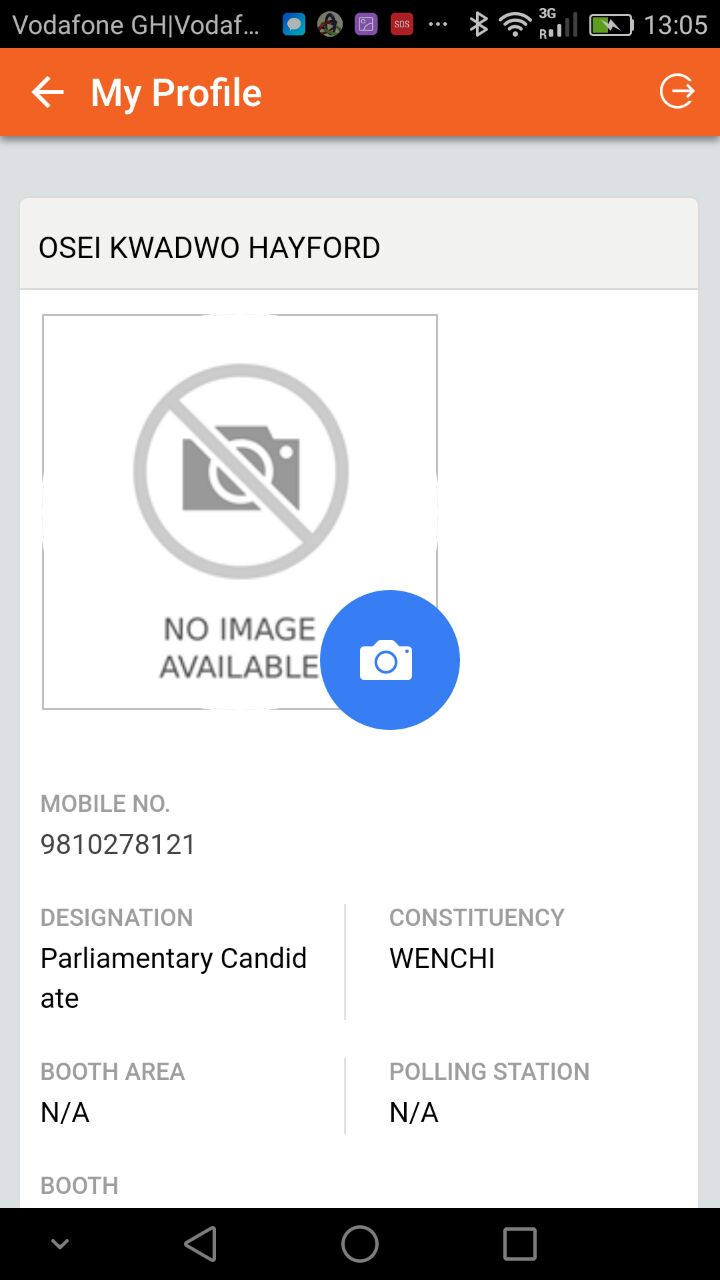 Vodafone GH|Vodaf... SOS ... 3G R 13:05
My Profile
OSEI KWADWO HAYFORD
NO IMAGE
AVAILABLE
MOBILE NO.
9810278121
DESIGNATION
Parliamentary Candid
ate
CONSTITUENCY
WENCHI
BOOTH AREA
N/A
POLLING STATION
N/A
BOOTH